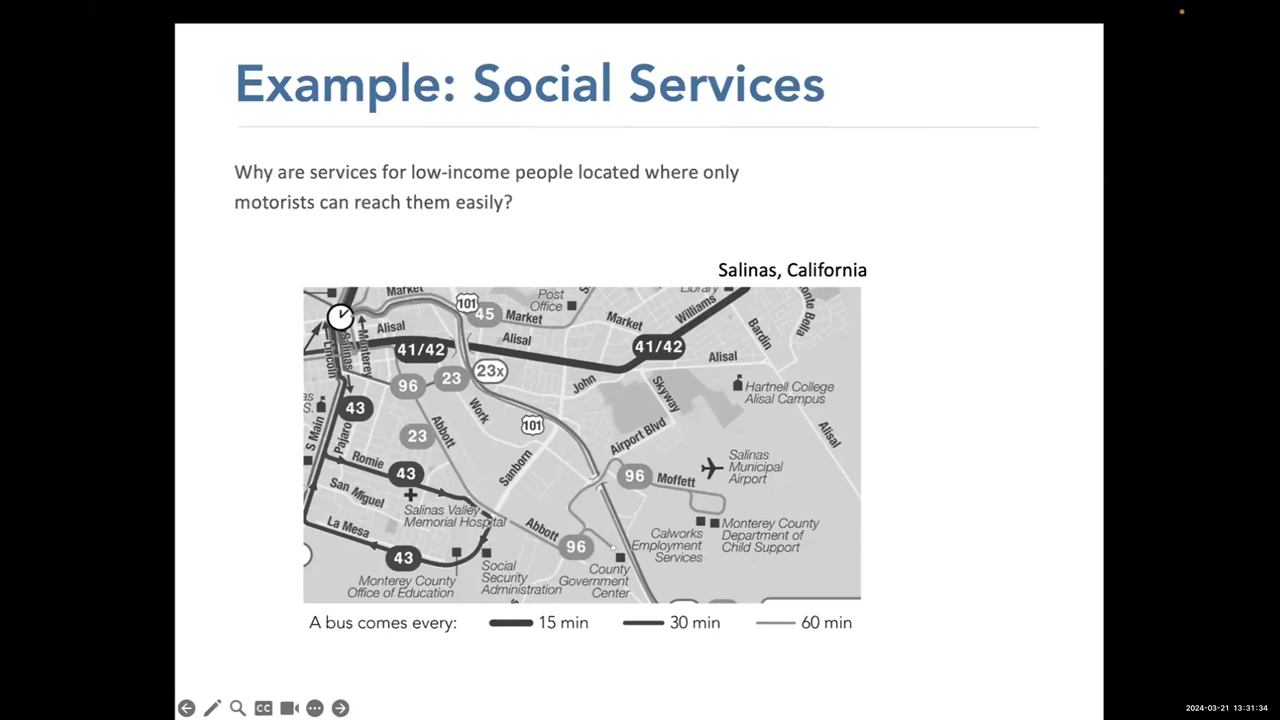 Example: Social Services
Why are services for low-income people located where only
motorists can reach them easily?
Salinas, California
Market
101
45
Post
Office
Market
Market
Library
Williams
onte Bella
Bardin
Alisal
41/42
Alisal
41/42
Alisal
Lincoln
Salinas
Monterey
96
23
23x
John
Skyway
Hartnell College
Alisal Campus
as
S.
43
S Main
Pajaro
23
Abbott
Work
101
Airport Blvd
Alisal
Romie
43
Sanborn
96
Moffett
Salinas
Municipal
Airport
San Miguel
Salinas Valley
Memorial Hospital
La Mesa
43
Abbott
96
Calworks
Employment
Services
Monterey County
Department of
Child Support
Monterey County
Office of Education
Social
Security
Administration
County
Government
Center
A bus comes every:
15 min
30 min
60 min
CC
2024-03-21 13:31:34